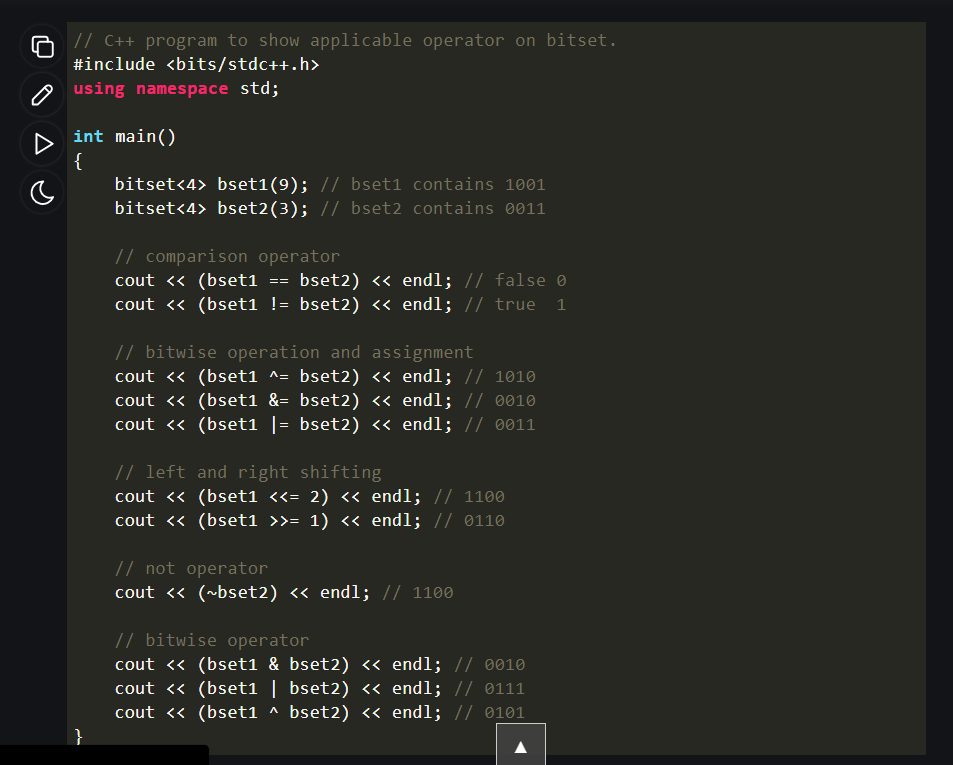 // C++ program to show applicable operator on bitset.
#include <bits/stdc++.h>
using namespace std;
int main()
{
    bitset<4> bset1(9); // bset1 contains 1001
    bitset<4> bset2(3); // bset2 contains 0011
    // comparison operator
    cout << (bset1 == bset2) << endl; // false 0
    cout << (bset1 != bset2) << endl; // true  1
    // bitwise operation and assignment
    cout << (bset1 ^= bset2) << endl; // 1010
    cout << (bset1 &= bset2) << endl; // 0010
    cout << (bset1 |= bset2) << endl; // 0011
    // left and right shifting
    cout << (bset1 <<= 2) << endl; // 1100
    cout << (bset1 >>= 1) << endl; // 0110
    // not operator
    cout << (~bset2) << endl; // 1100
    // bitwise operator
    cout << (bset1 & bset2) << endl; // 0010
    cout << (bset1 | bset2) << endl; // 0111
    cout << (bset1 ^ bset2) << endl; // 0101
}